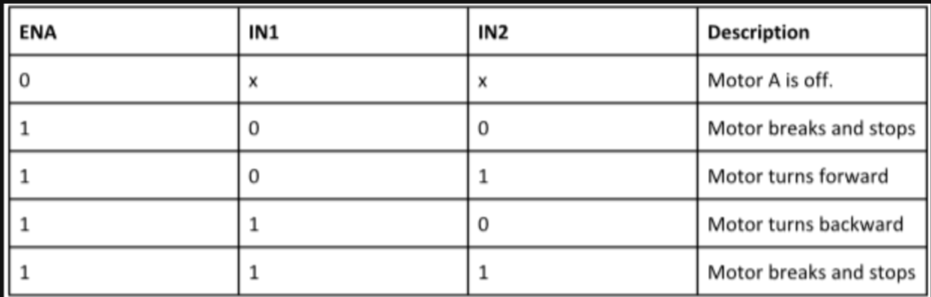 ENA IN1 IN2 Description
0 x x Motor A is off.
1 0 0 Motor breaks and stops
1 0 1 Motor turns forward
1 1 0 Motor turns backward
1 1 1 Motor breaks and stops